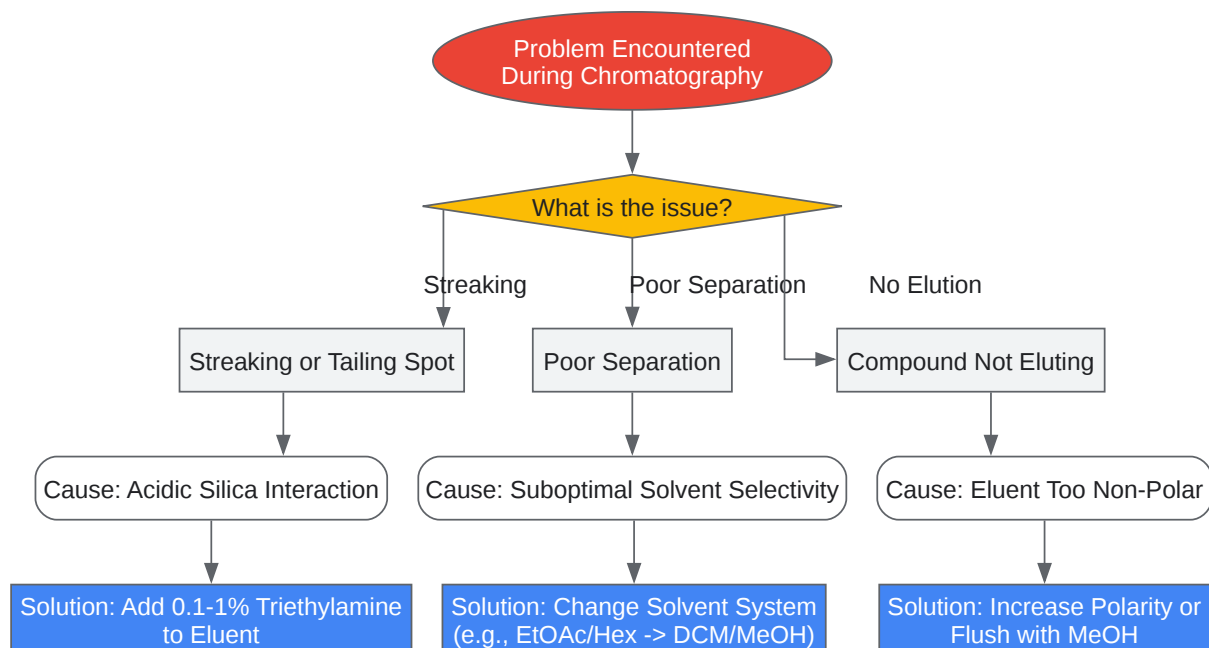 Problem Encountered
During Chromatography
What is the issue?
Streaking
Poor Separation
No Elution
Streaking or Tailing Spot
Poor Separation
Compound Not Eluting
Cause: Acidic Silica Interaction
Cause: Suboptimal Solvent Selectivity
Cause: Eluent Too Non-Polar
Solution: Add 0.1-1% Triethylamine
to Eluent
Solution: Change Solvent System
(e.g., EtOAc/Hex -> DCM/MeOH)
Solution: Increase Polarity or
Flush with MeOH